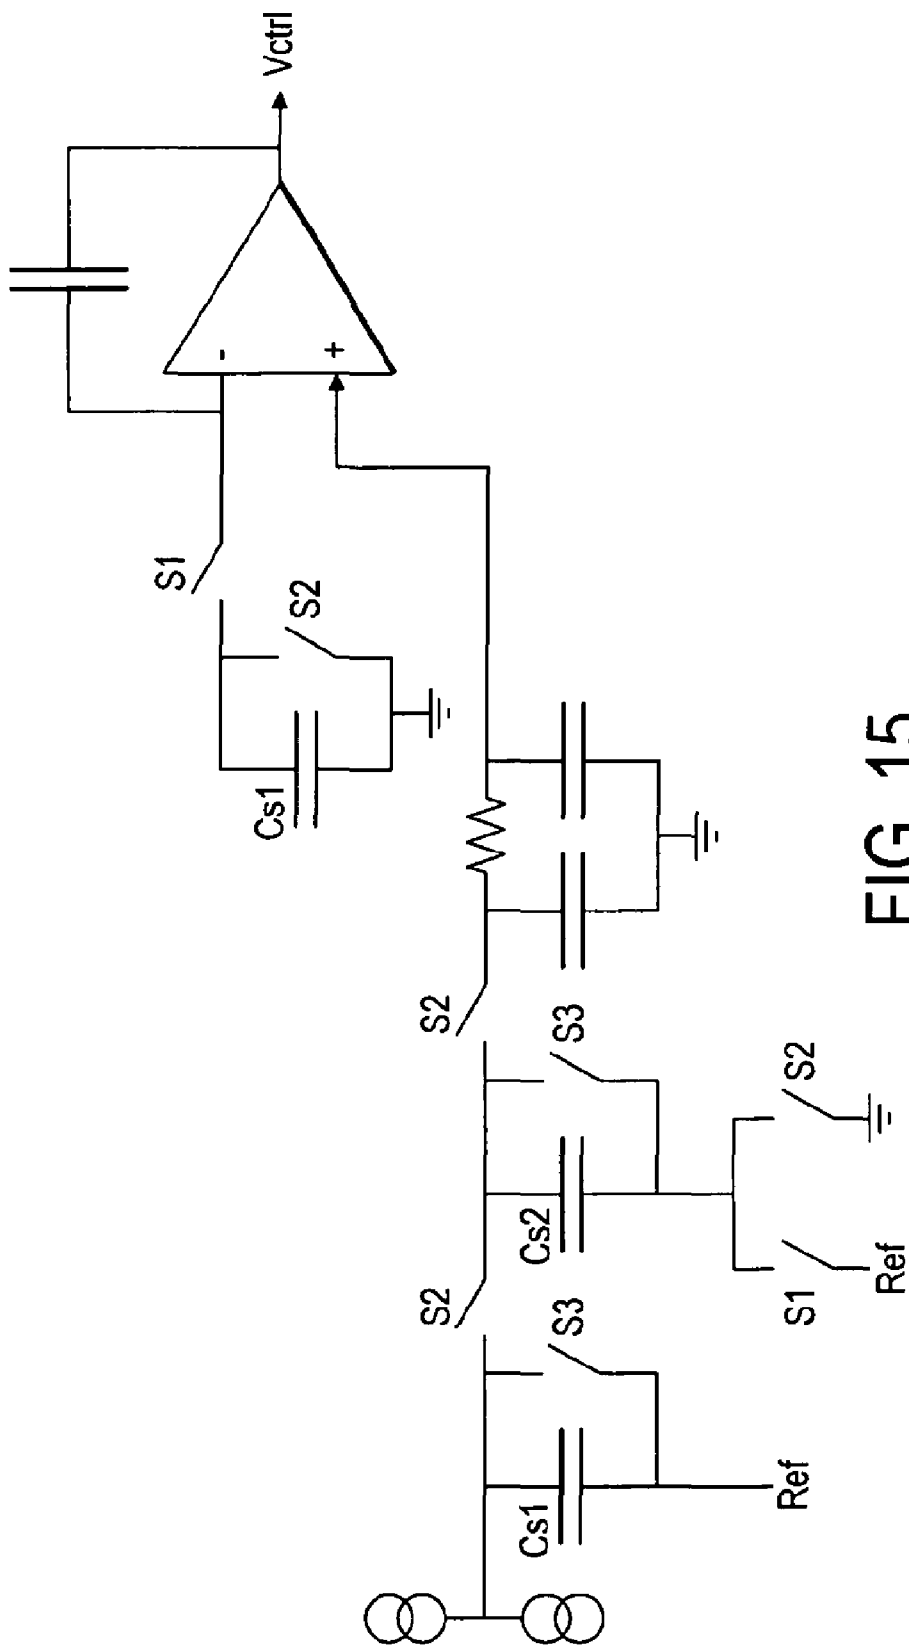 Vctrl
-
+
S1
S2
Cs1
S2
S3
S2
Cs2
S2
S3
S1
Ref
Cs1
Ref
FIG. 15